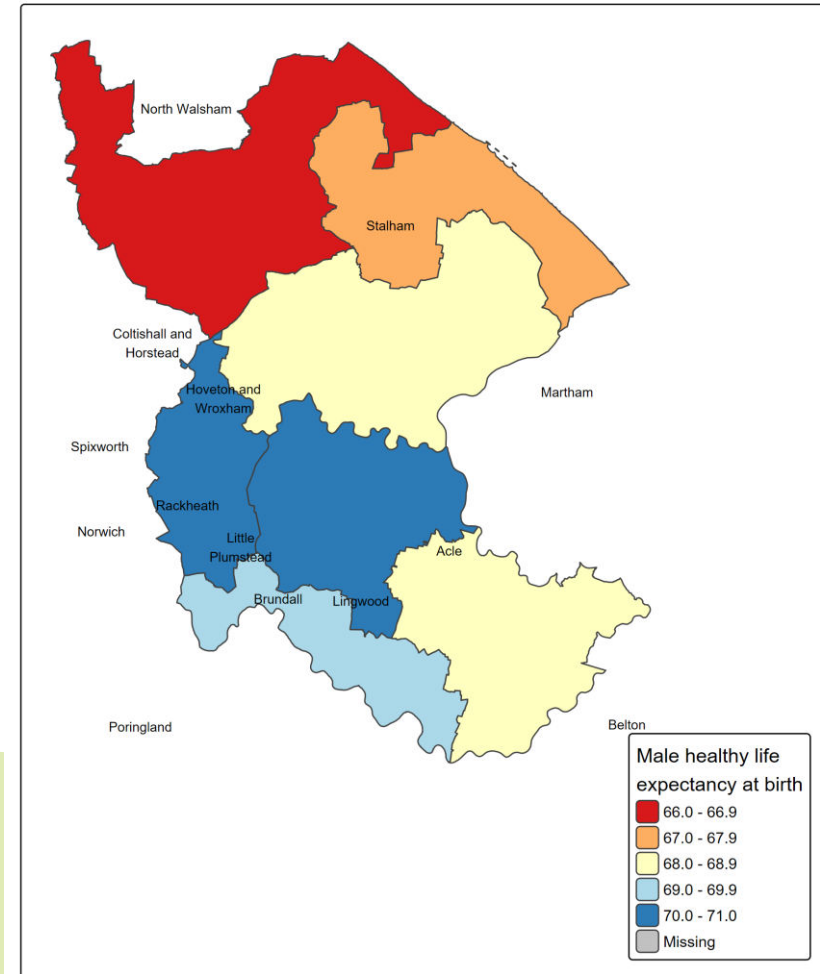 North Walsham
Stalham
Coltishall and
Horstead
Hoveton and
Wroxham
Martham
Spixworth
Rackheath
Norwich
Little
Plumstead
Acle
Brundall
Lingwood
Poringland
Belton
Male healthy life
expectancy at birth
66.0 - 66.9
67.0 - 67.9
68.0 - 68.9
69.0 - 69.9
70.0 - 71.0
Missing